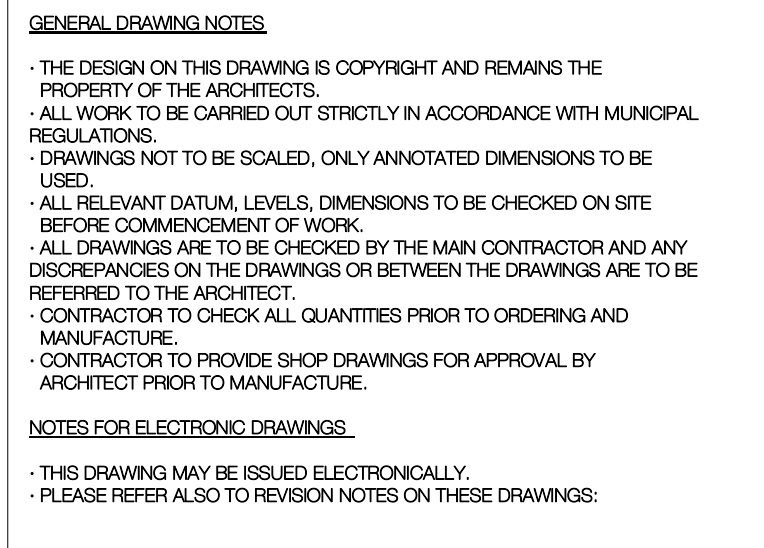 GENERAL DRAWING NOTES
· THE DESIGN ON THIS DRAWING IS COPYRIGHT AND REMAINS THE
PROPERTY OF THE ARCHITECTS.
· ALL WORK TO BE CARRIED OUT STRICTLY IN ACCORDANCE WITH MUNICIPAL
REGULATIONS.
· DRAWINGS NOT TO BE SCALED, ONLY ANNOTATED DIMENSIONS TO BE
USED.
· ALL RELEVANT DATUM, LEVELS, DIMENSIONS TO BE CHECKED ON SITE
BEFORE COMMENCEMENT OF WORK.
· ALL DRAWINGS ARE TO BE CHECKED BY THE MAIN CONTRACTOR AND ANY
DISCREPANCIES ON THE DRAWINGS OR BETWEEN THE DRAWINGS ARE TO BE
REFERRED TO THE ARCHITECT.
· CONTRACTOR TO CHECK ALL QUANTITIES PRIOR TO ORDERING AND
MANUFACTURE.
· CONTRACTOR TO PROVIDE SHOP DRAWINGS FOR APPROVAL BY
ARCHITECT PRIOR TO MANUFACTURE.
NOTES FOR ELECTRONIC DRAWINGS
· THIS DRAWING MAY BE ISSUED ELECTRONICALLY.
· PLEASE REFER ALSO TO REVISION NOTES ON THESE DRAWINGS: